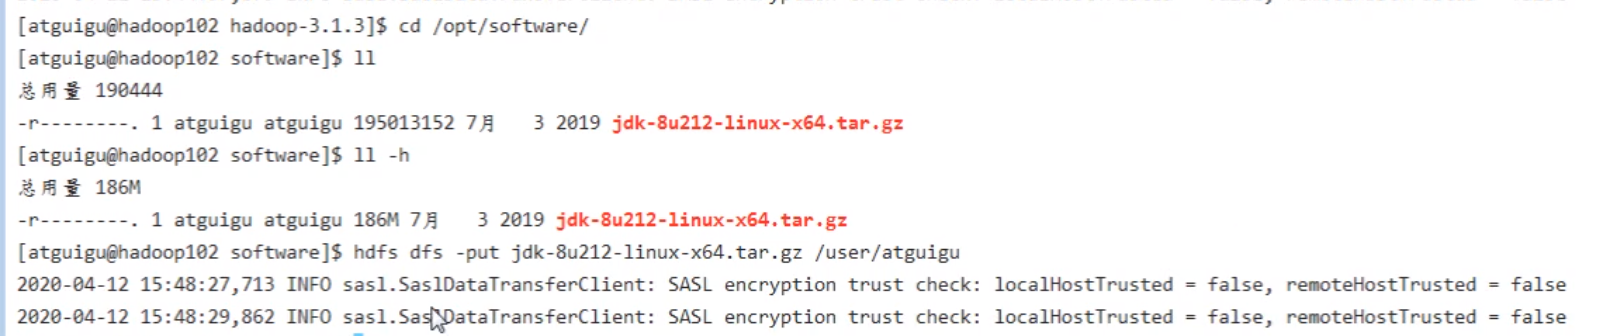 [atguigu@hadoop102 hadoop-3.1.3]$ cd /opt/software/
[atguigu@hadoop102 software]$ ll
总用量 190444
-r--------. 1 atguigu atguigu 195013152 7月   3 2019 jdk-8u212-linux-x64.tar.gz
[atguigu@hadoop102 software]$ ll -h
总用量 186M
-r--------. 1 atguigu atguigu 186M 7月   3 2019 jdk-8u212-linux-x64.tar.gz
[atguigu@hadoop102 software]$ hdfs dfs -put jdk-8u212-linux-x64.tar.gz /user/atguigu
2020-04-12 15:48:27,713 INFO sasl.SaslDataTransferClient: SASL encryption trust check: localHostTrusted = false, remoteHostTrusted = false
2020-04-12 15:48:29,862 INFO sasl.SaslDataTransferClient: SASL encryption trust check: localHostTrusted = false, remoteHostTrusted = false